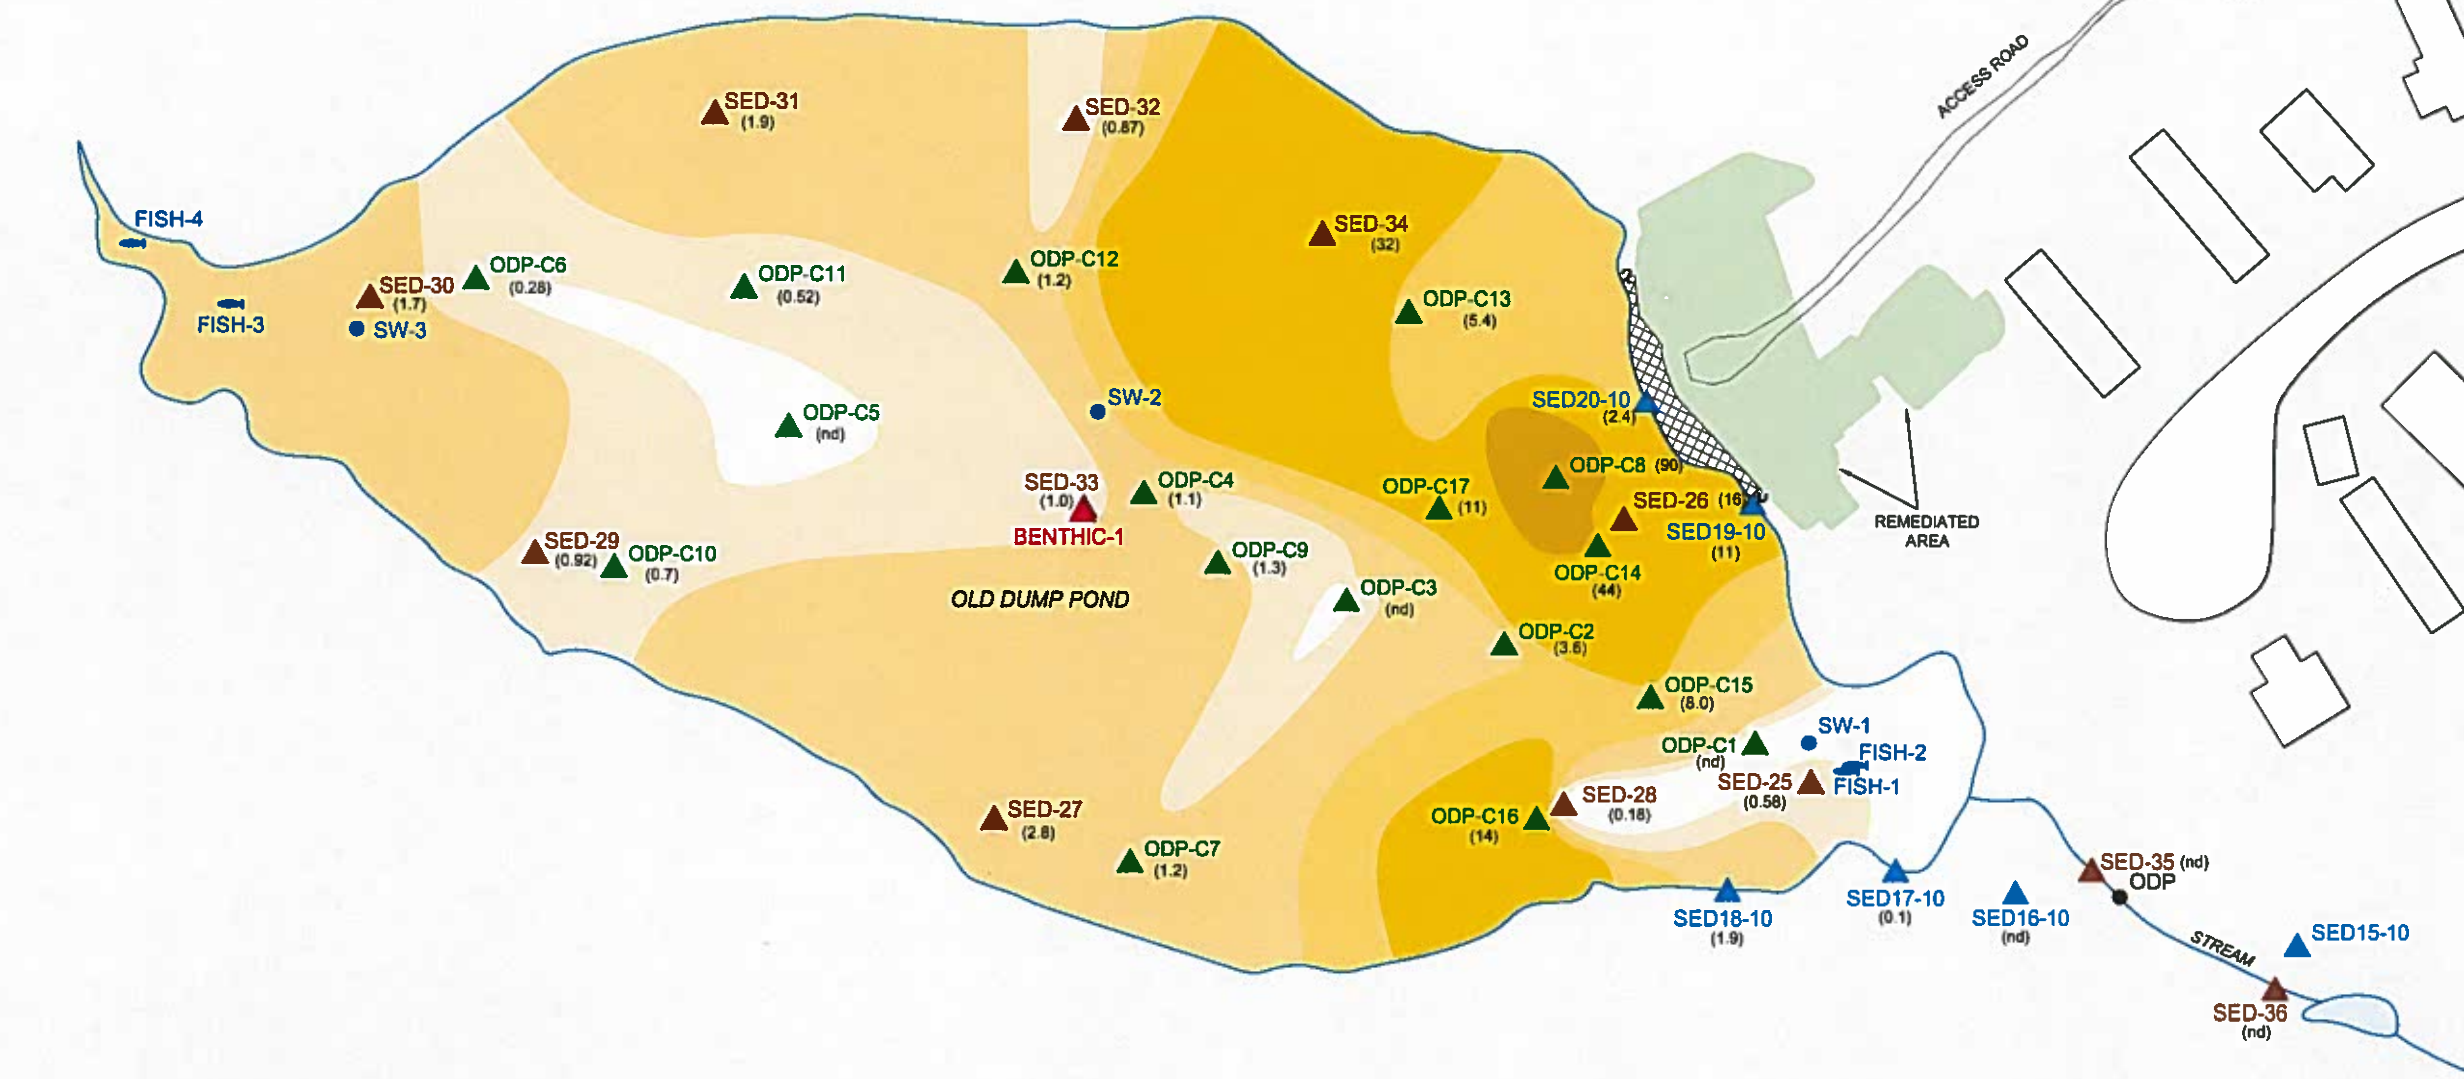 ACCESS ROAD
SED-31
(1.9)
SED-32
(0.87)
FISH-4
SED-34
(32)
ODP-C6
(0.28)
ODP-C11
(0.52)
ODP-C12
(1.2)
SED-30
(1.7)
FISH-3
SW-3
ODP-C13
(5.4)
SW-2
SED20-10
(2.4)
ODP-C5
(nd)
ODP-C8 (90)
SED-33
(1.0)
BENTHIC-1
ODP-C4
(1.1)
ODP-C17
(11)
SED-26 (16)
SED19-10
(11)
REMEDIATED
AREA
SED-29
(0.92)
ODP-C10
(0.7)
ODP-C9
(1.3)
ODP-C14
(44)
OLD DUMP POND
ODP-C3
(nd)
ODP-C2
(3.6)
ODP-C15
(8.0)
SW-1
ODP-C1
(nd)
FISH-2
SED-25
(0.58)
FISH-1
SED-28
(0.18)
SED-27
(2.8)
ODP-C16
(14)
ODP-C7
(1.2)
SED-35 (nd)
ODP
SED17-10
(0.1)
SED18-10
(1.9)
SED16-10
(nd)
STREAM
SED15-10
SED-36
(nd)